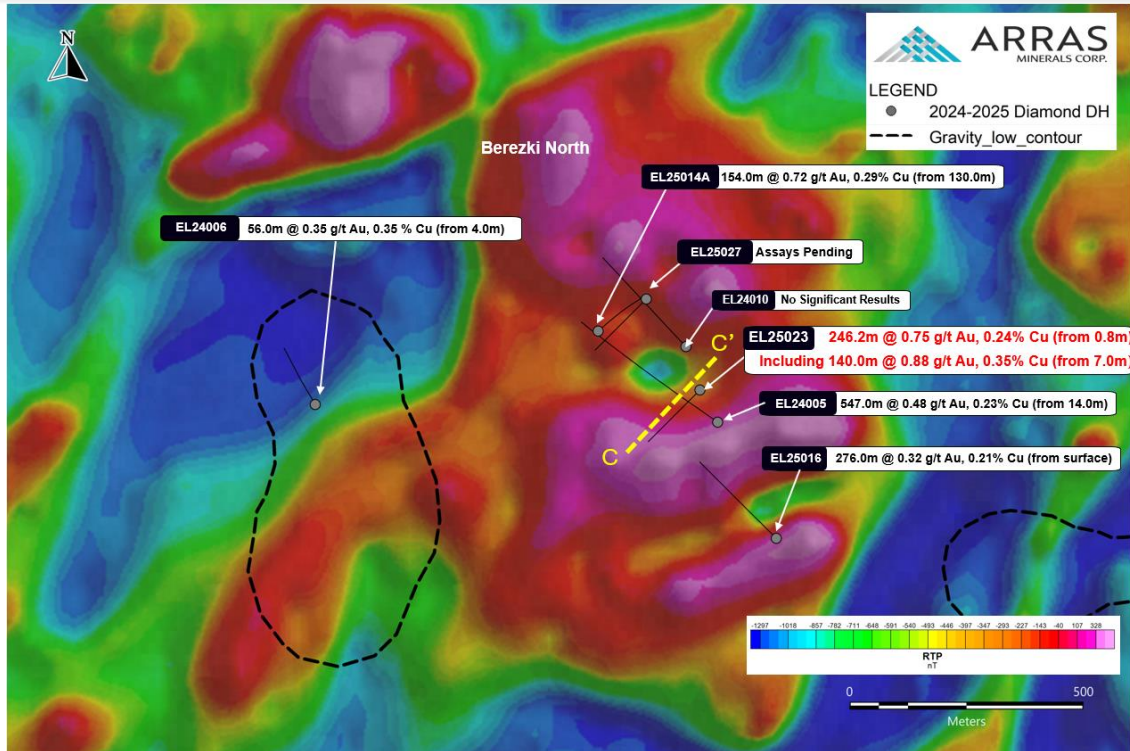 N
ARRAS
MINERALS CORP.
LEGEND
2024-2025 Diamond DH
Gravity_low_contour
Berezki North
EL25014A 154.0m @ 0.72 g/t Au, 0.29% Cu (from 130.0m)
EL24006 56.0m @ 0.35 g/t Au, 0.35 % Cu (from 4.0m)
EL25027 Assays Pending
EL24010 No Significant Results
EL25023 246.2m @ 0.75 g/t Au, 0.24% Cu (from 0.8m)
Including 140.0m @ 0.88 g/t Au, 0.35% Cu (from 7.0m)
C'
EL24005 547.0m @ 0.48 g/t Au, 0.23% Cu (from 14.0m)
C
EL25016 276.0m @ 0.32 g/t Au, 0.21% Cu (from surface)
-1297 -1018 -857 -782 -711 -648 -591 -540 -493 -446 -397 -347 -293 -227 -143 -40 107 328
RTP
nT
0 500
Meters